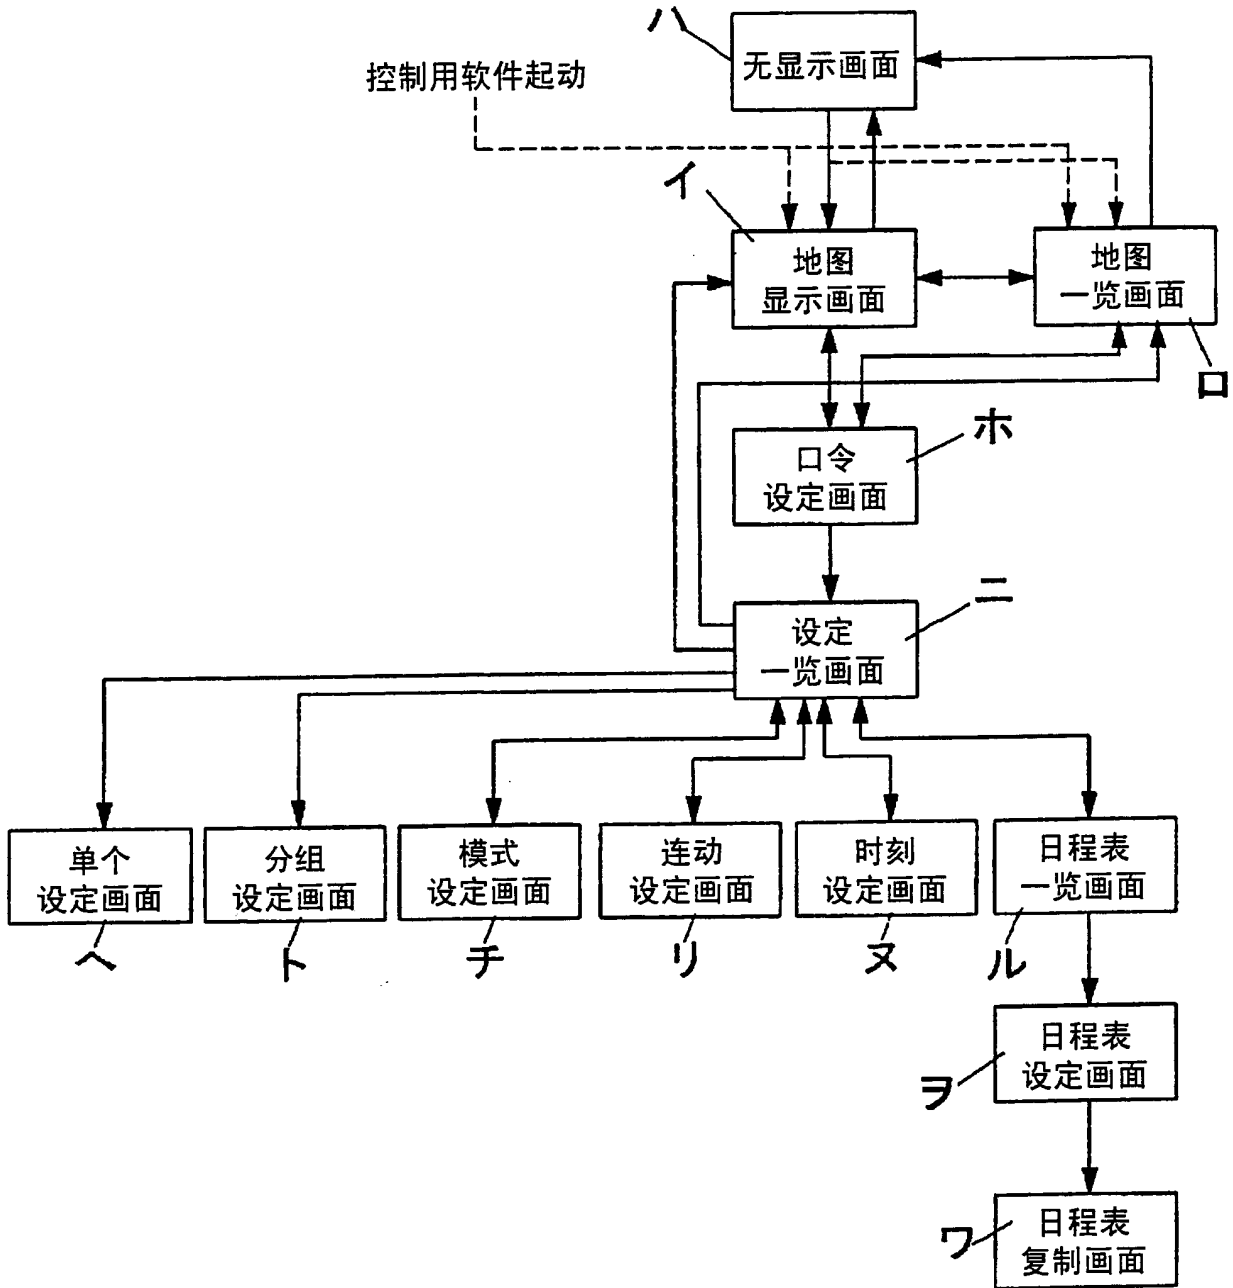 ハ
无显示画面
控制用软件起动
イ
地图
显示画面
地图
一览画面
ロ
口令
设定画面
ホ
设定
一览画面
ニ
单个
设定画面
分组
设定画面
模式
设定画面
连动
设定画面
时刻
设定画面
日程表
一览画面
ヘ
ト
チ
リ
ヌ
ル
日程表
设定画面
ヲ
日程表
复制画面
ワ